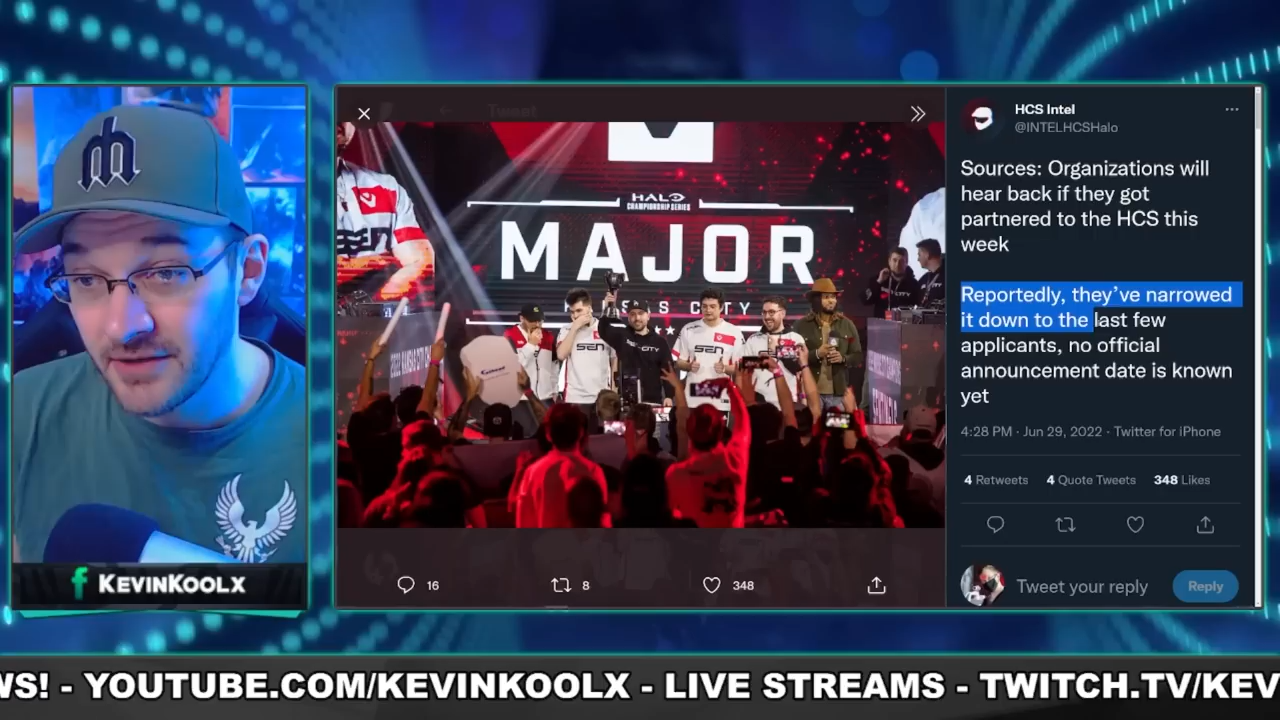 Tweet
HALO
CHAMPIONSHIP SERIES
MAJOR
S CITY
SEN
SEN
HCS Intel
@INTELHCSHalo
Sources: Organizations will
hear back if they got
partnered to the HCS this
week
Reportedly, they’ve narrowed
it down to the last few
applicants, no official
announcement date is known
yet
4:28 PM · Jun 29, 2022 · Twitter for iPhone
4 Retweets 4 Quote Tweets 348 Likes
16 8 348
Tweet your reply Reply
f KEVINKOOLX
WS! - YOUTUBE.COM/KEVINKOOLX - LIVE STREAMS - TWITCH.TV/KEV